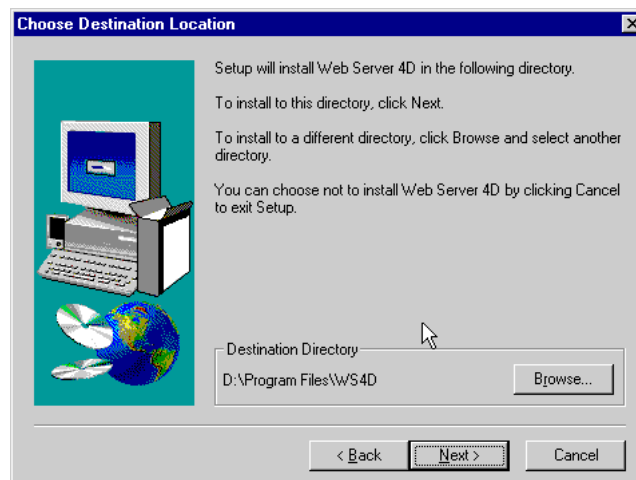 Choose Destination Location
Setup will install Web Server 4D in the following directory.
To install to this directory, click Next.
To install to a different directory, click Browse and select another
directory.
You can choose not to install Web Server 4D by clicking Cancel
to exit Setup.
Destination Directory
D:\Program Files\WS4D
Browse...
< Back
Next >
Cancel